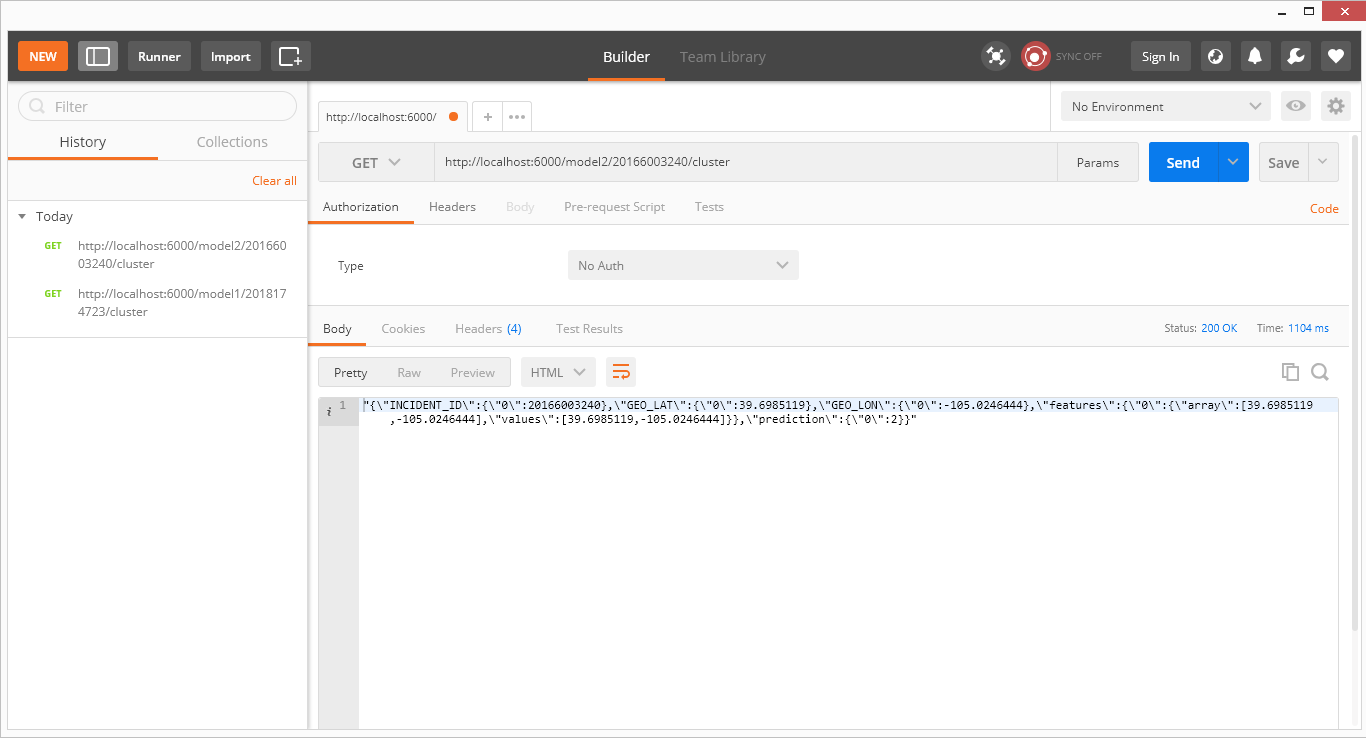 NEW
Runner
Import
Builder
Team Library
SYNC OFF
Sign In
Filter
History
Collections
Clear all
Today
GET
http://localhost:6000/model2/20166
003240/cluster
GET
http://localhost:6000/model1/201817
4723/cluster
http://localhost:6000/
+
•••
No Environment
GET
http://localhost:6000/model2/20166003240/cluster
Params
Send
Save
Authorization
Headers
Body
Pre-request Script
Tests
Code
Type
No Auth
Body
Cookies
Headers (4)
Test Results
Status: 200 OK
Time: 1104 ms
Pretty
Raw
Preview
HTML
i 1
"{\"INCIDENT_ID\":{\"0\":20166003240},\"GEO_LAT\":{\"0\":39.6985119},\"GEO_LON\":{\"0\":-105.0246444},\"features\":{\"0\":{\"array\":[39.6985119
,-105.0246444],\"values\":[39.6985119,-105.0246444]}},\"prediction\":{\"0\":2}}"